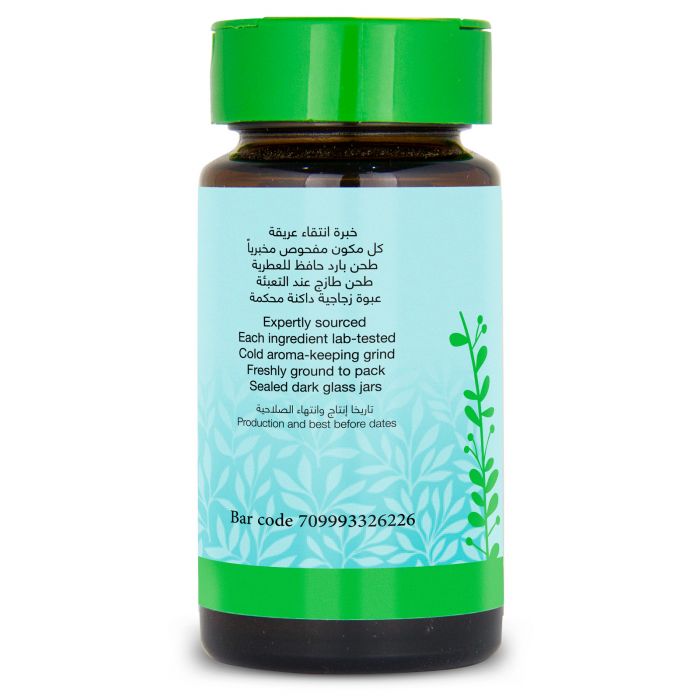 خبرة انتقاء عريقة
كل مكون مفحوص مخبرياً
طحن بارد حافظ للعطرية
طحن طازج عند التعبئة
عبوة زجاجية داكنة محكمة
Expertly sourced
Each ingredient lab-tested
Cold aroma-keeping grind
Freshly ground to pack
Sealed dark glass jars
تاريخا إنتاج وانتهاء الصلاحية
Production and best before dates
Bar code 709993326226